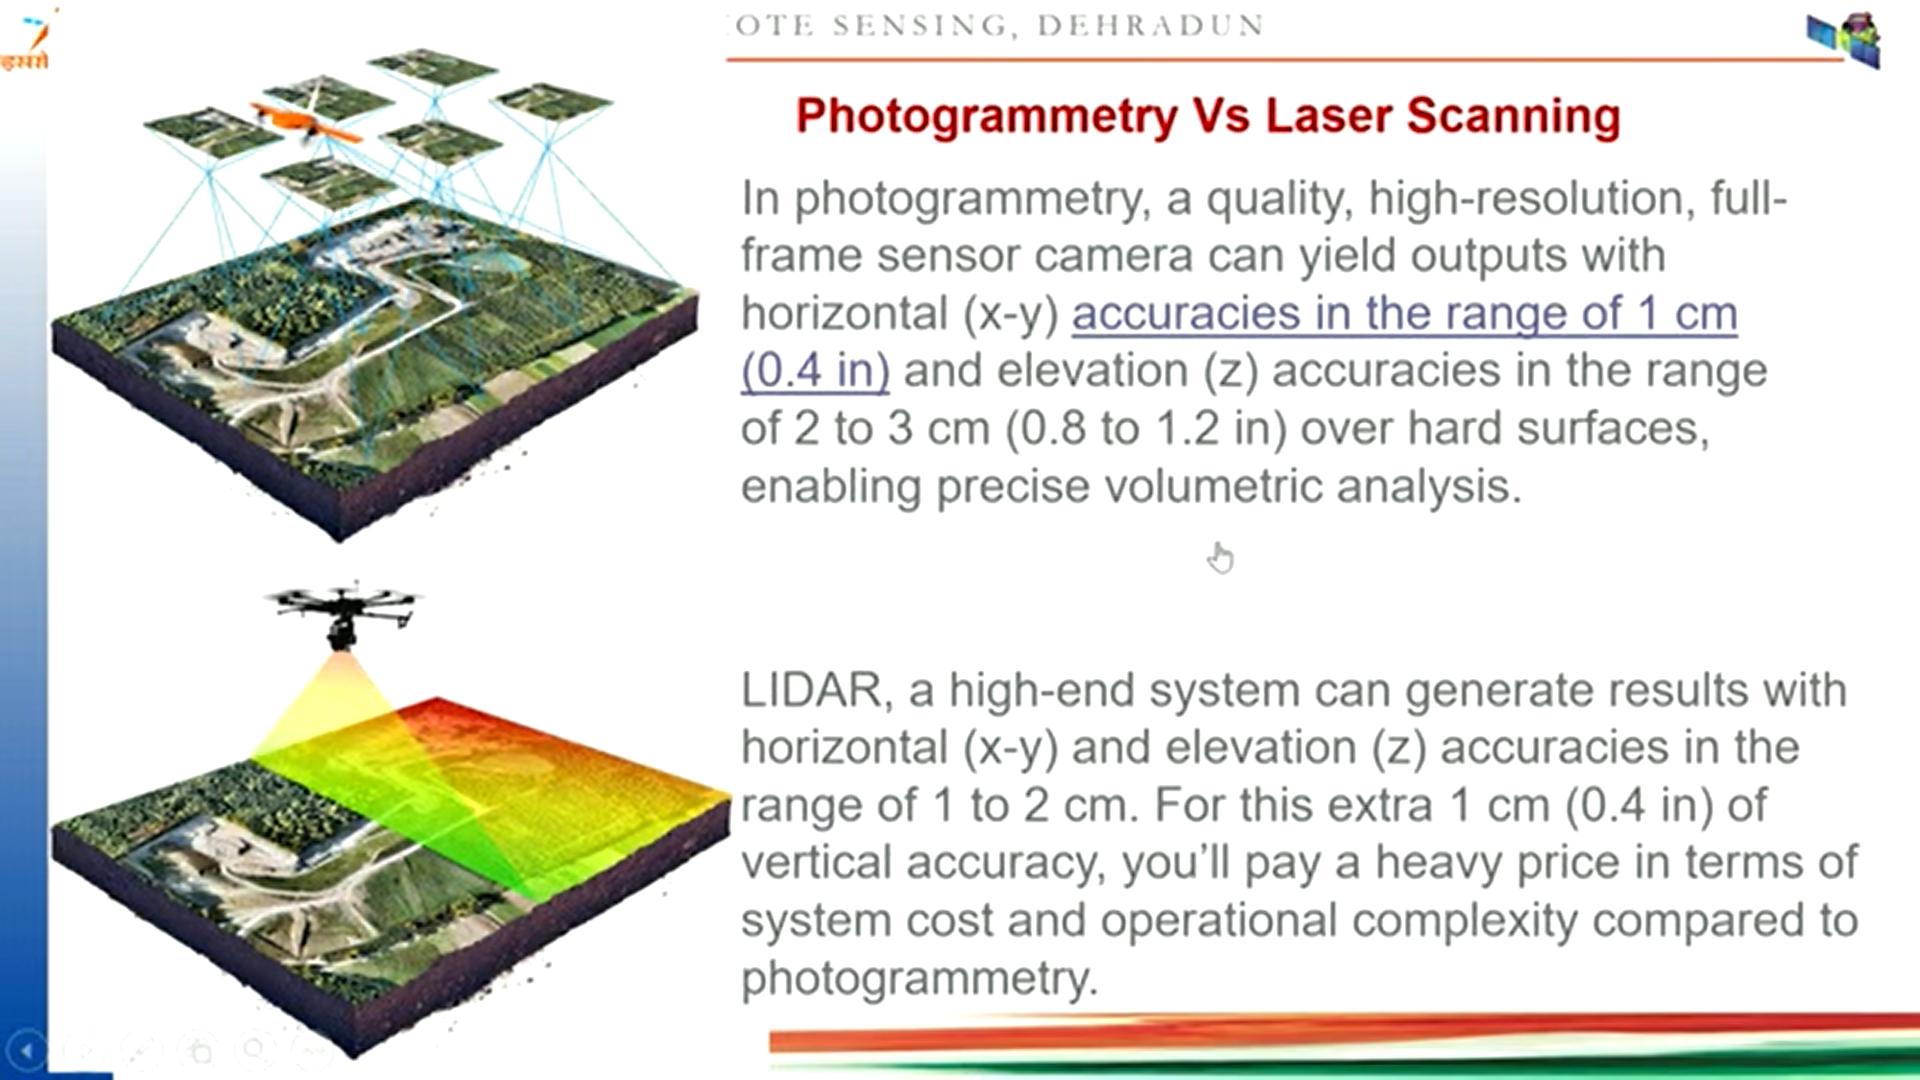 इसरो
OTE SENSING, DEHRADUN
Photogrammetry Vs Laser Scanning
In photogrammetry, a quality, high-resolution, full-
frame sensor camera can yield outputs with
horizontal (x-y) accuracies in the range of 1 cm
(0.4 in) and elevation (z) accuracies in the range
of 2 to 3 cm (0.8 to 1.2 in) over hard surfaces,
enabling precise volumetric analysis.
LIDAR, a high-end system can generate results with
horizontal (x-y) and elevation (z) accuracies in the
range of 1 to 2 cm. For this extra 1 cm (0.4 in) of
vertical accuracy, you’ll pay a heavy price in terms of
system cost and operational complexity compared to
photogrammetry.